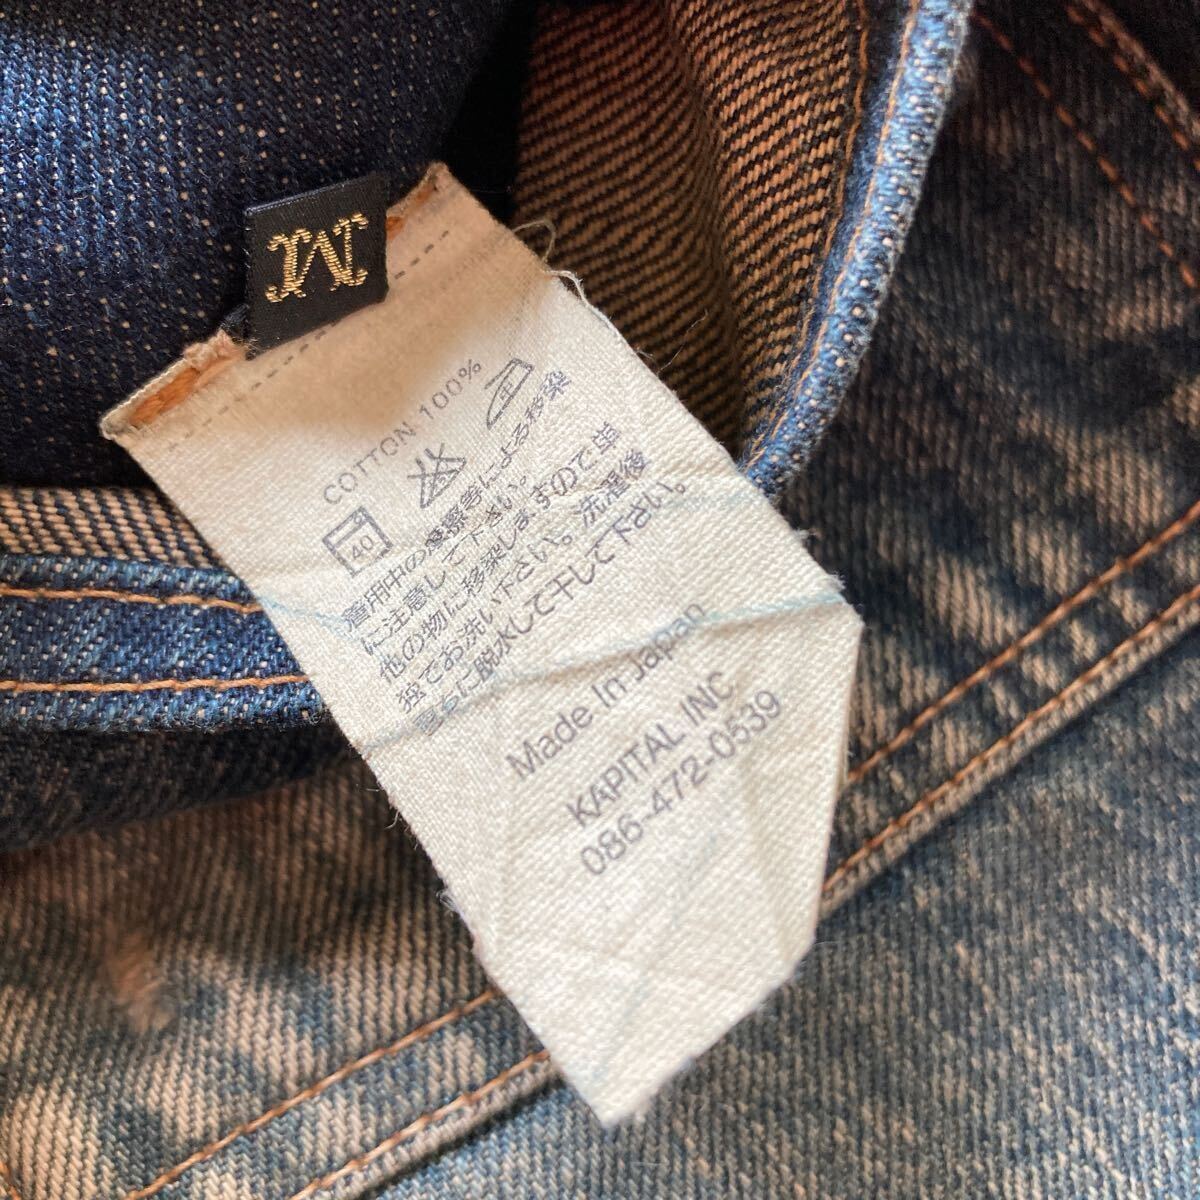 M
COTTON 100%
40
着用中の摩擦等による移染
に注意して下さい。
他の物に移染しますので単
独でお洗い下さい。洗濯後
直ちに脱水して干して下さい。
Made In Japan
KAPITAL INC
086-472-0539